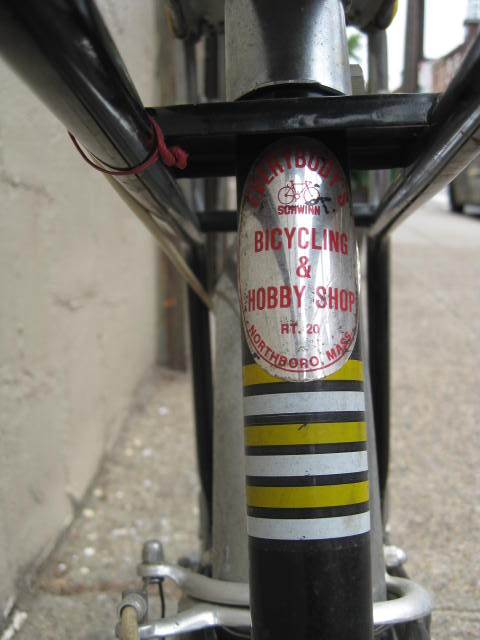 EVERYBODY'S
SCHWINN
BICYCLING
&
HOBBY SHOP
RT. 20
NORTHBORO, MASS.